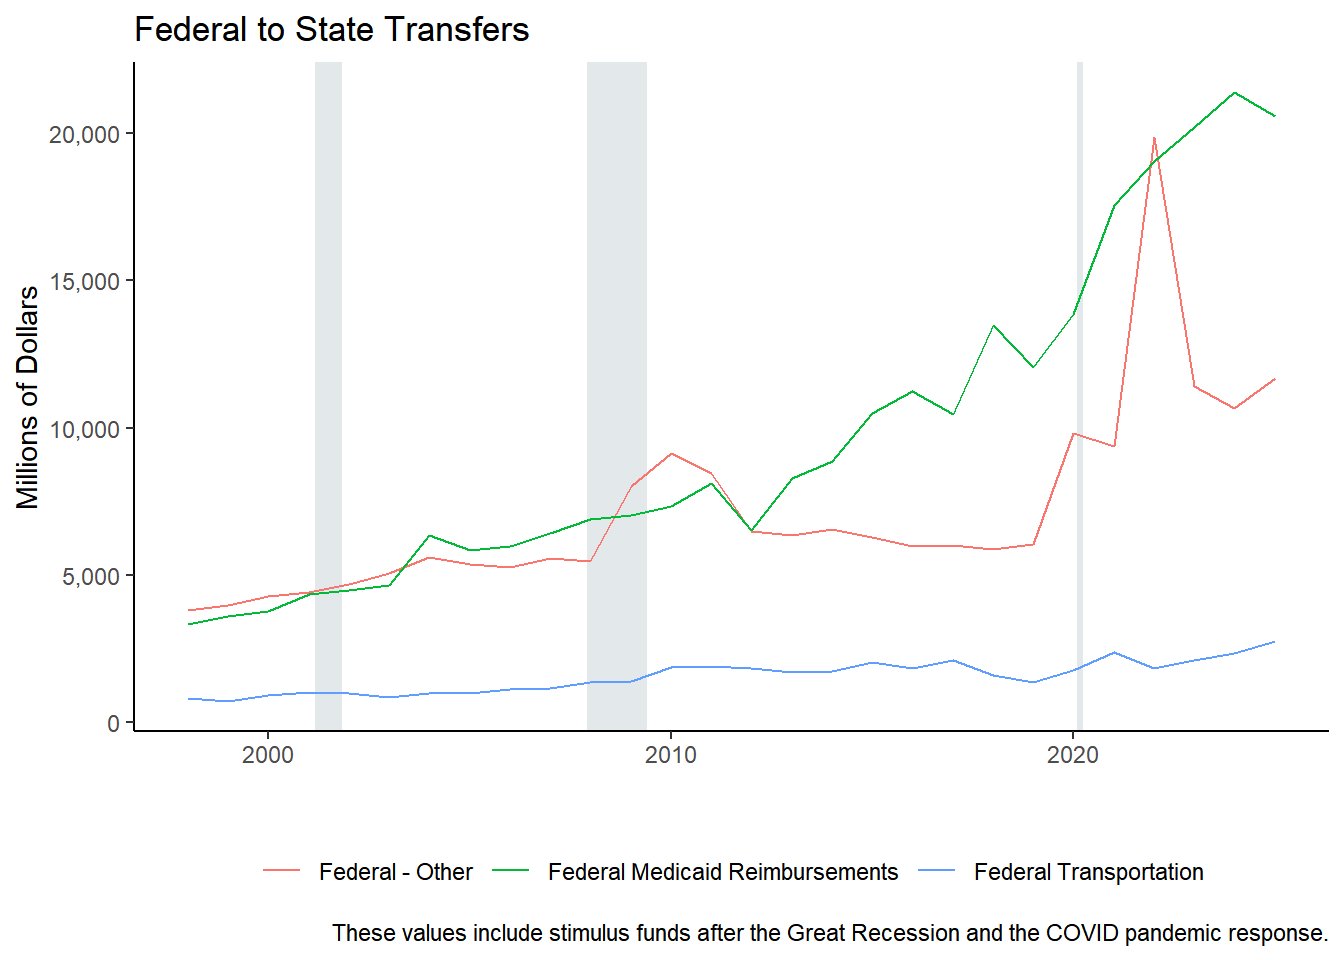 Federal to State Transfers
Millions of Dollars
20,000
15,000
10,000
5,000
0
2000 2010 2020
Federal - Other Federal Medicaid Reimbursements Federal Transportation
These values include stimulus funds after the Great Recession and the COVID pandemic response.